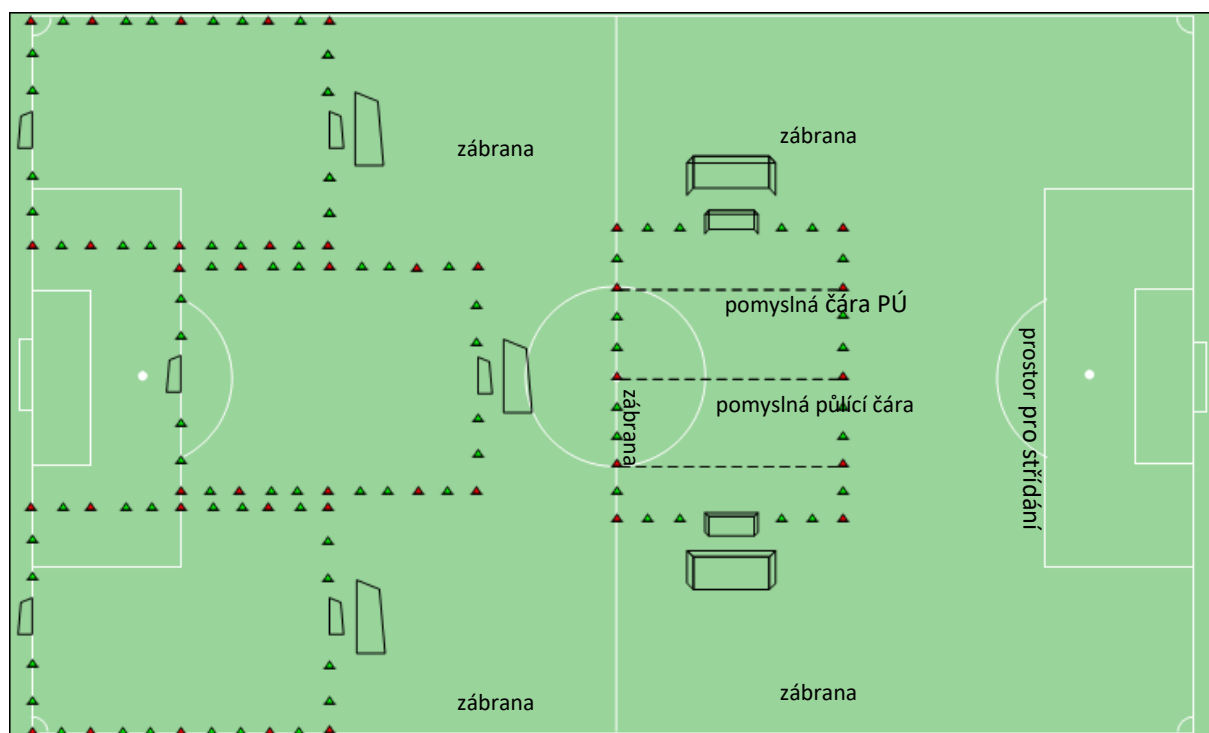 zábrana
zábrana
pomyslná čára PÚ
pomyslná půlící čára
zábrana
prostor pro střídání
zábrana
zábrana